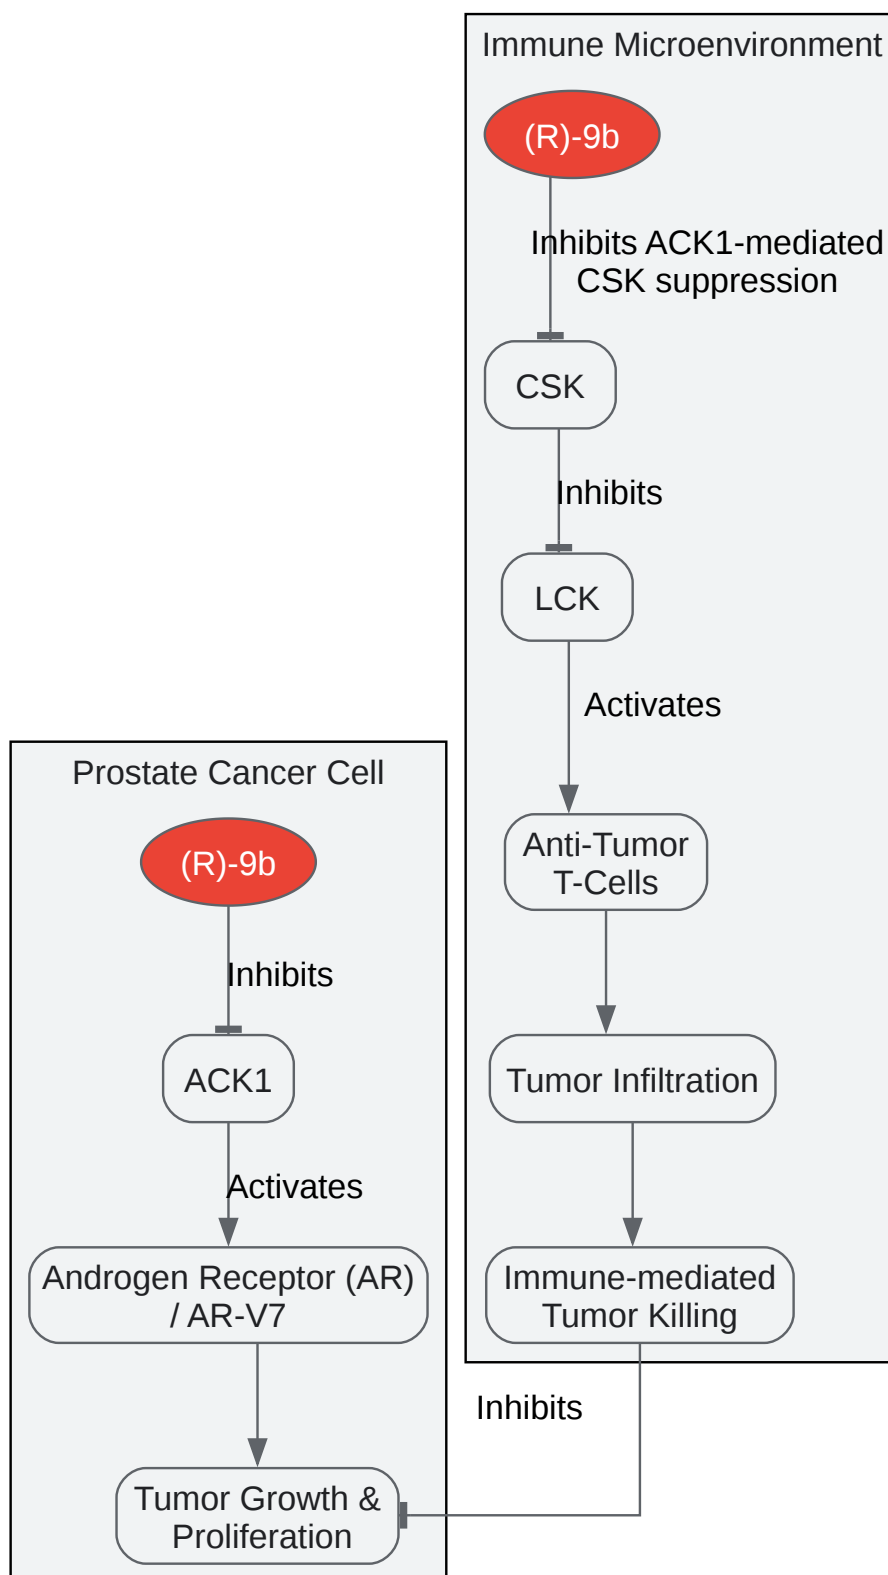 Immune Microenvironment
(R)-9b
Inhibits ACK1-mediated
CSK suppression
CSK
Inhibits
LCK
Activates
Anti-Tumor
T-Cells
Tumor Infiltration
Immune-mediated
Tumor Killing
Inhibits
Prostate Cancer Cell
(R)-9b
Inhibits
ACK1
Activates
Androgen Receptor (AR)
/ AR-V7
Tumor Growth &
Proliferation